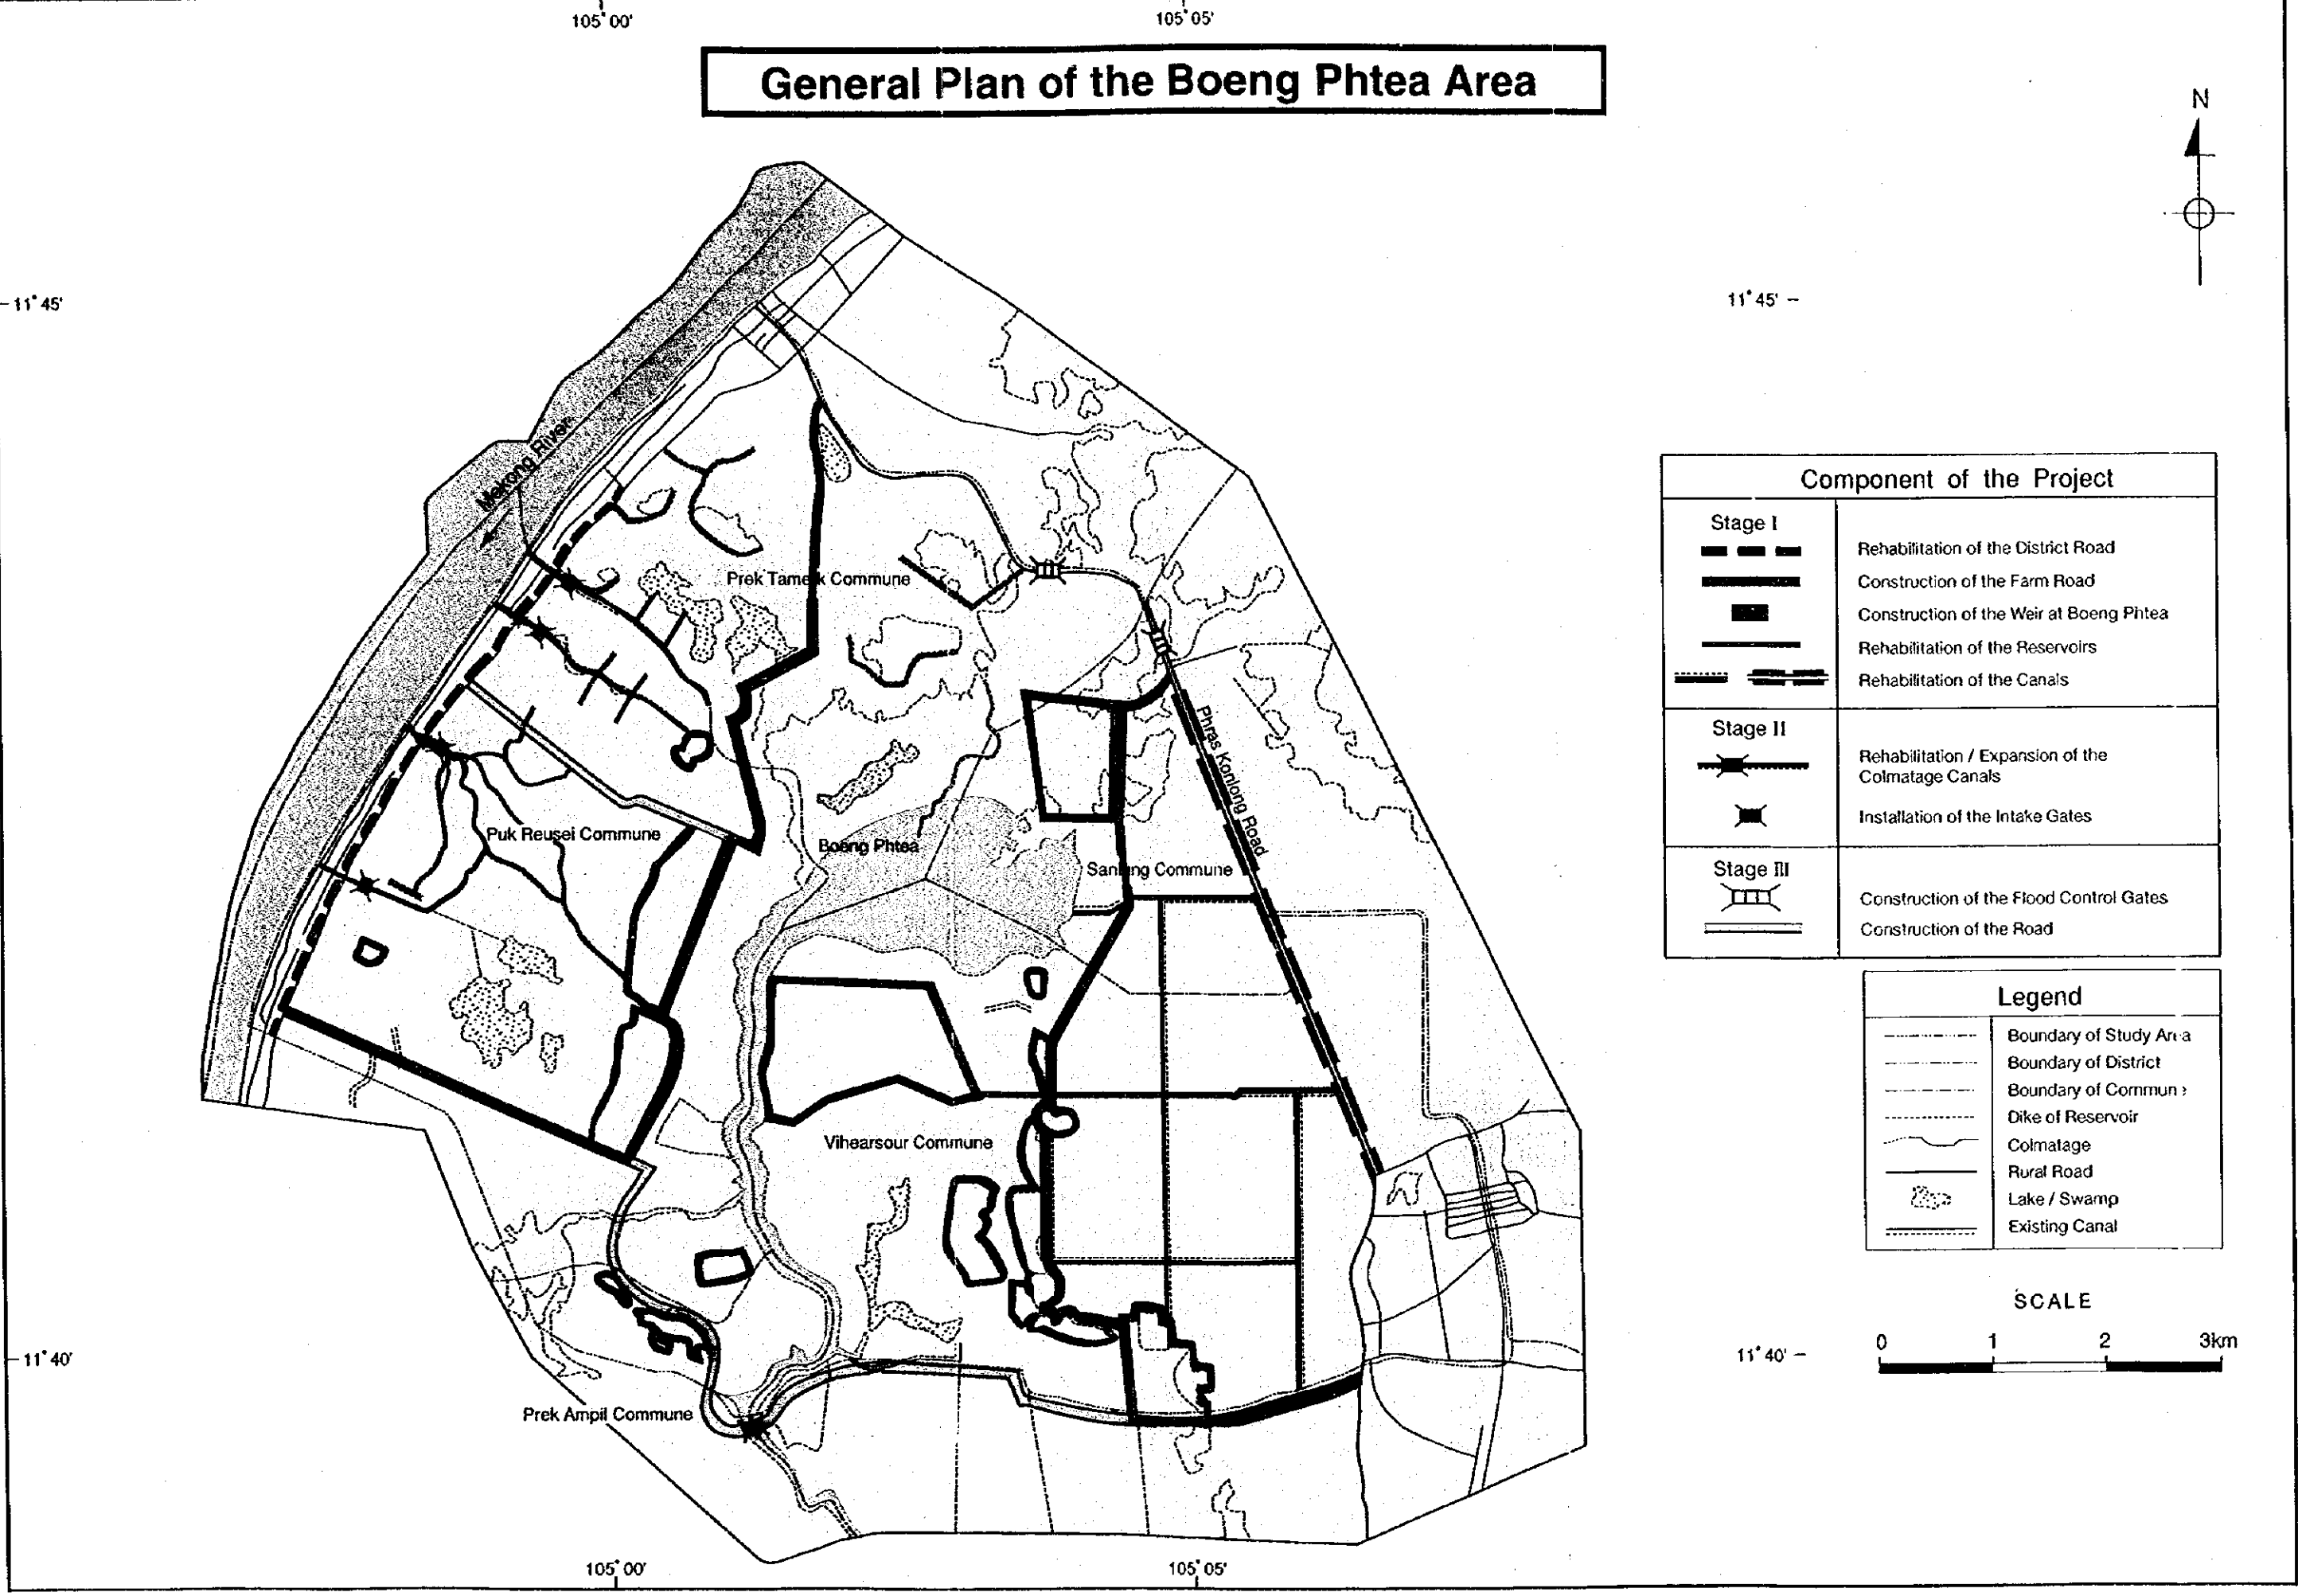 105°00'
105°05'
General Plan of the Boeng Phtea Area
N
11°45'
11°45'
Mekong River
Component of the Project
Stage I
Rehabilitation of the District Road
Construction of the Farm Road
Construction of the Weir at Boeng Phtea
Rehabilitation of the Reservoirs
Rehabilitation of the Canals
Stage II
Rehabilitation / Expansion of the
Colmatage Canals
Installation of the Intake Gates
Stage III
Construction of the Flood Control Gates
Construction of the Road
Prek Tamerk Commune
Phras Konlong Road
Puk Reusei Commune
Boeng Phtea
Commune
Vihearsour Commune
Prek Ampil Commune
Legend
Boundary of Study Area
Boundary of District
Boundary of Commune
Dike of Reservoir
Colmatage
Rural Road
Lake / Swamp
Existing Canal
SCALE
0 1 2 3km
11°40'
11°40'
105°00'
105°05'